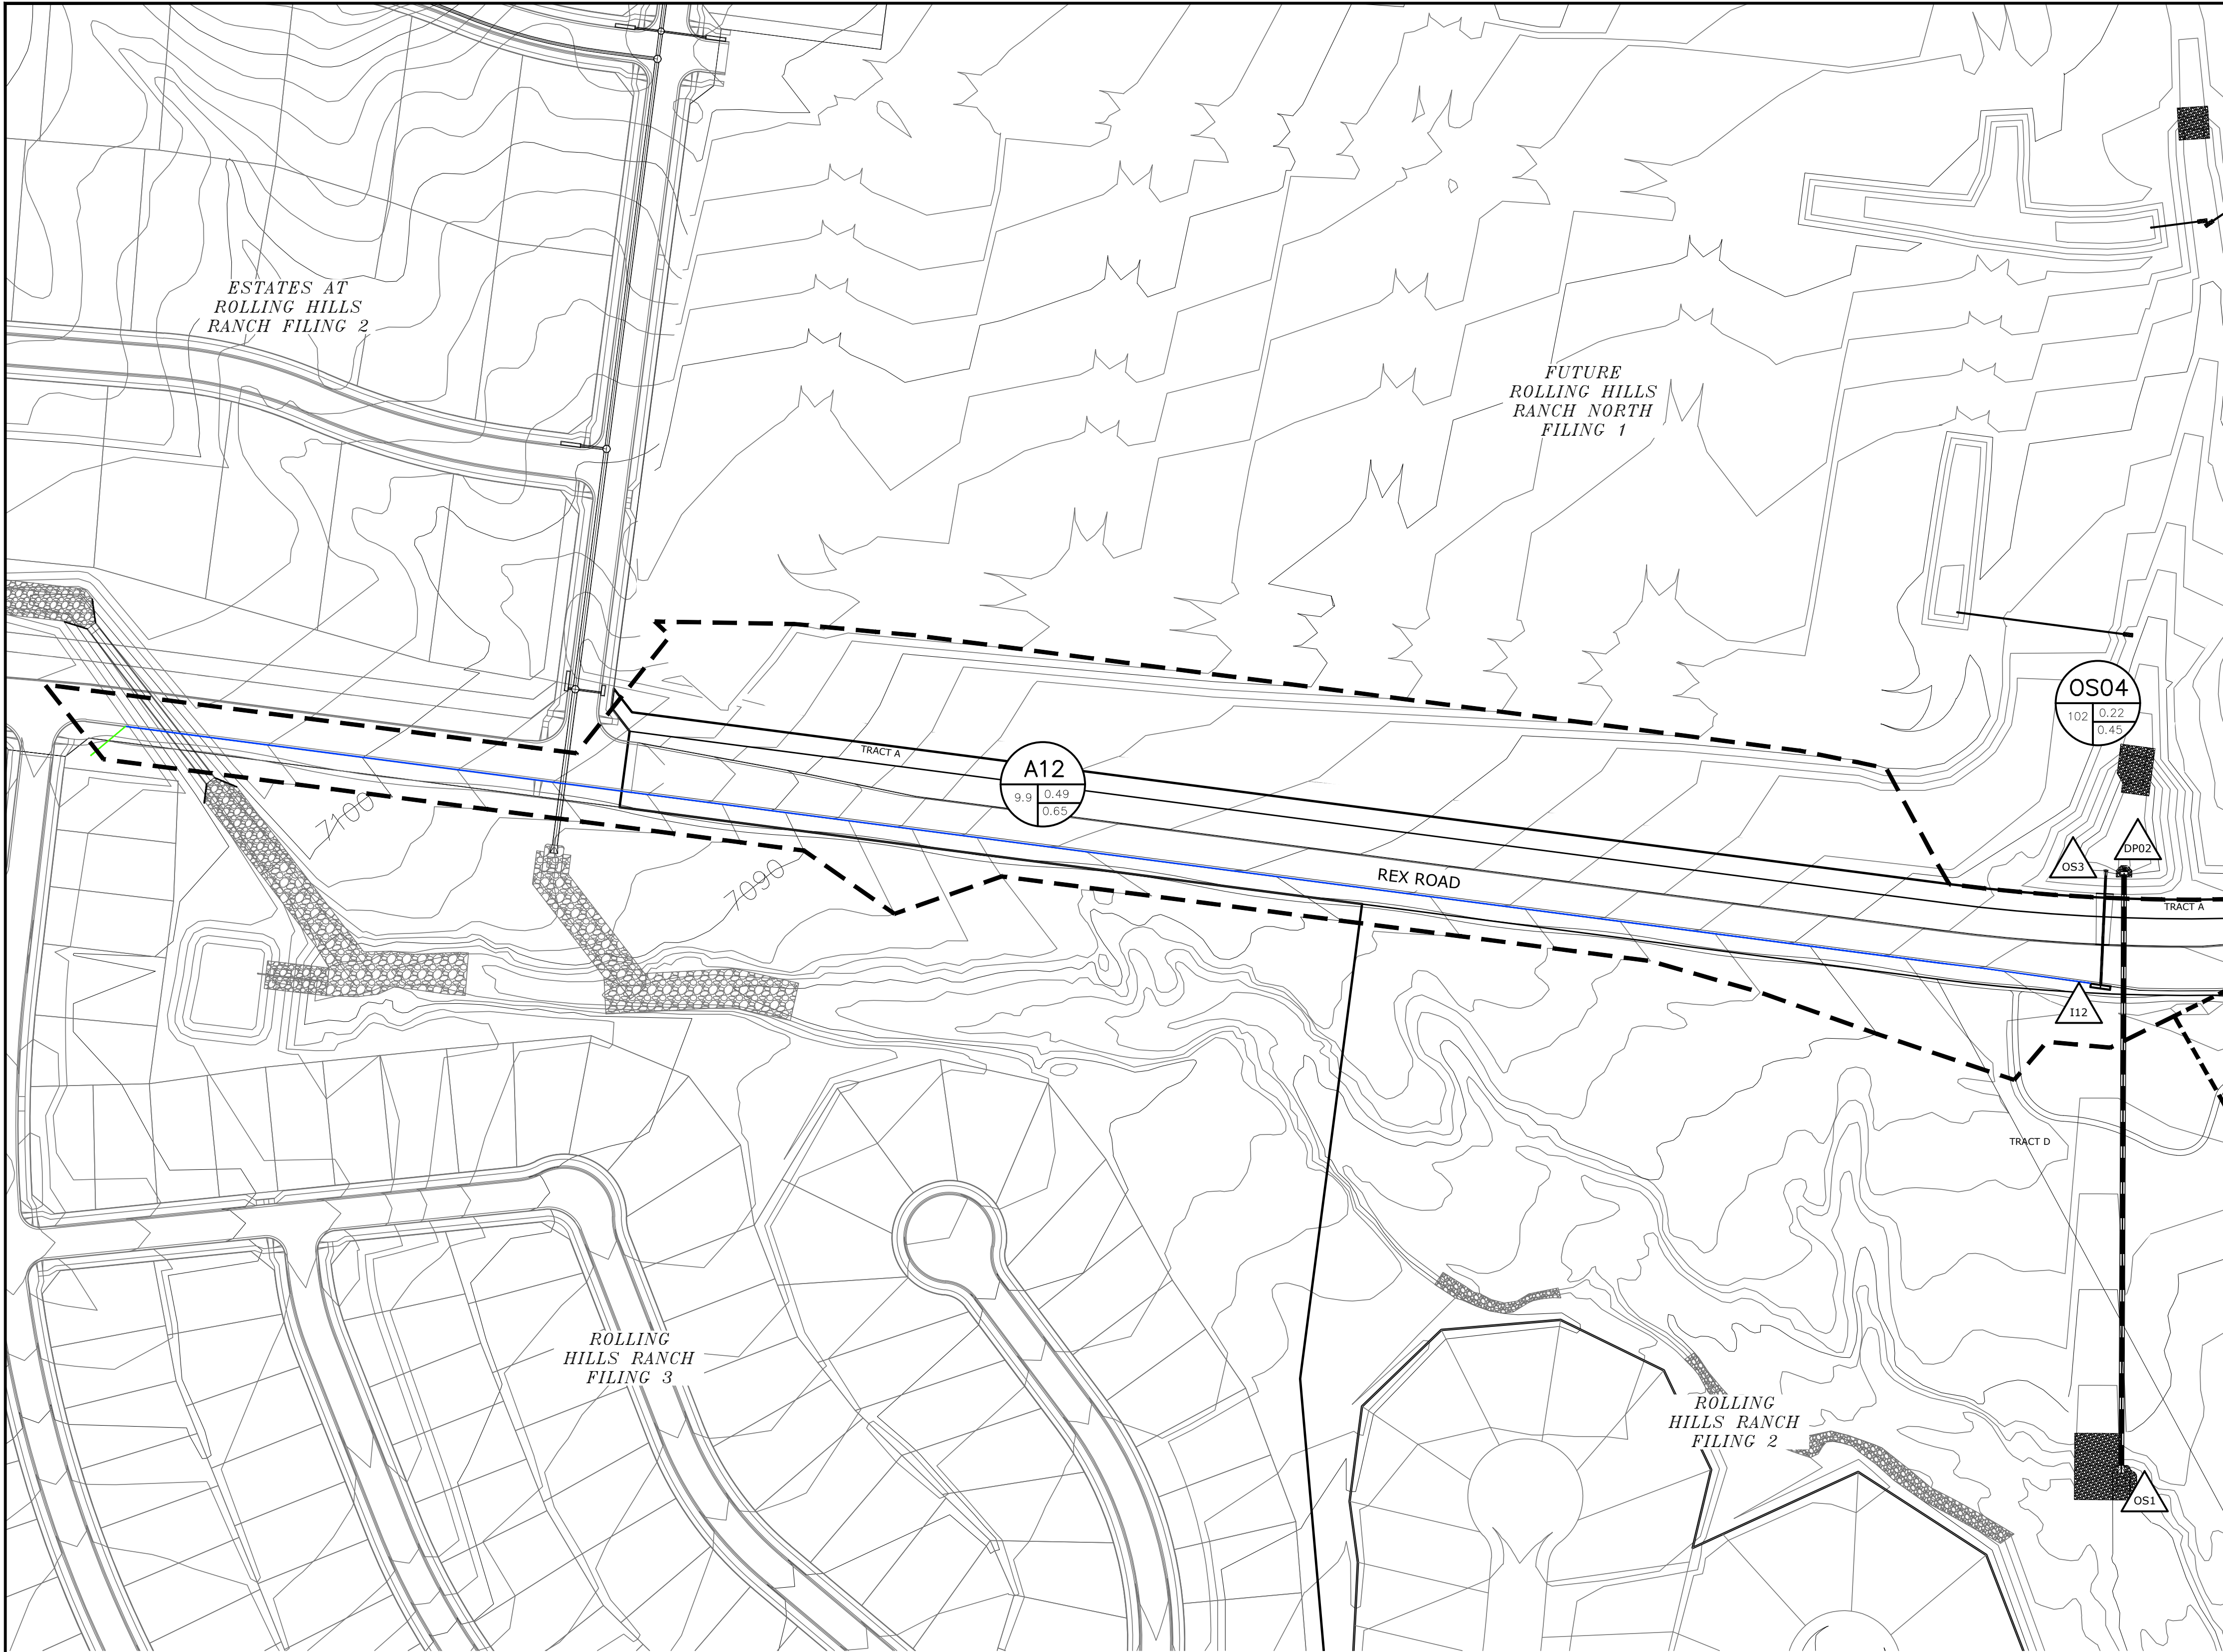 ESTATES AT
ROLLING HILLS
RANCH FILING 2
FUTURE
ROLLING HILLS
RANCH NORTH
FILING 1
OS04
102
0.22
0.45
TRACT A
A12
9.9
0.49
0.65
7100
7090
REX ROAD
OS3
DP02
TRACT A
I12
TRACT D
ROLLING
HILLS RANCH
FILING 3
ROLLING
HILLS RANCH
FILING 2
OS1